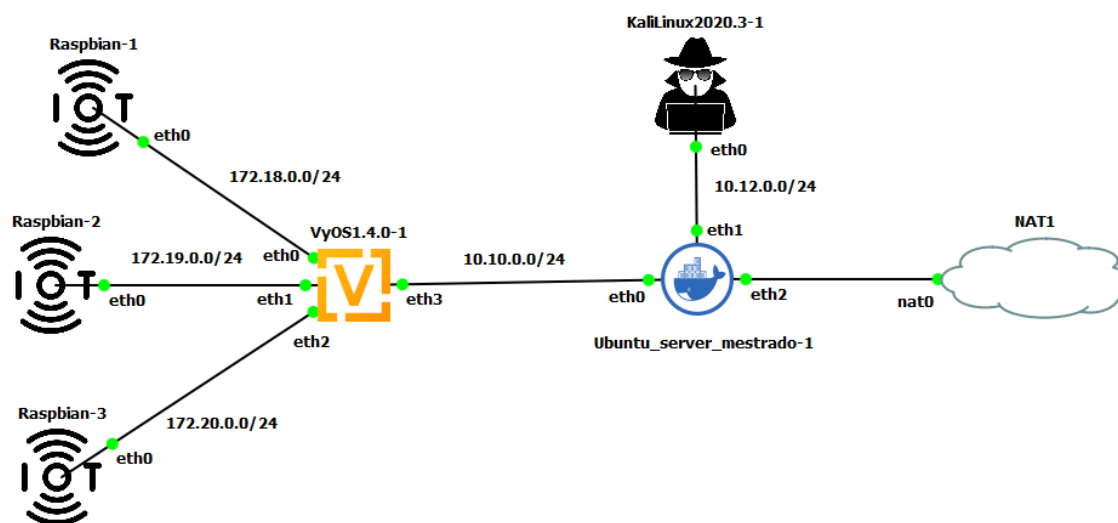 KaliLinux2020.3-1
Raspbian-1
IOT
eth0
eth0
172.18.0.0/24
10.12.0.0/24
Raspbian-2
VyOS1.4.0-1
NAT1
eth1
IOT
172.19.0.0/24
eth0
V
10.10.0.0/24
eth0
eth1
eth3
eth0
eth2
nat0
eth2
Ubuntu_server_mestrado-1
Raspbian-3
172.20.0.0/24
IOT
eth0